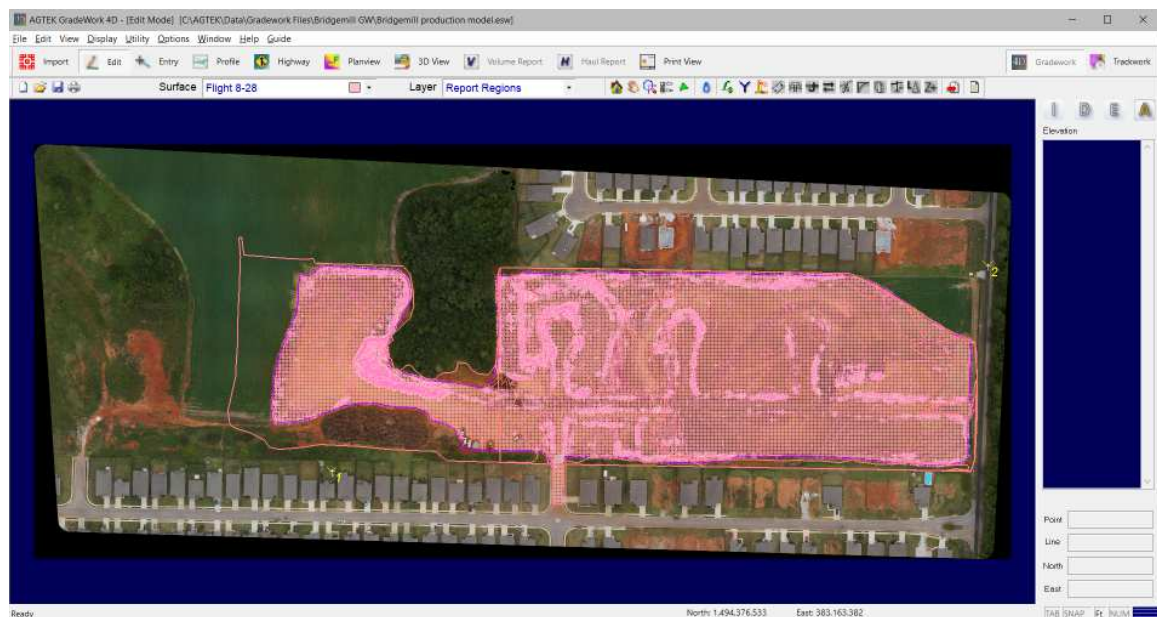 AGTEK GradeWork 4D - [Edit Mode] [C:\AGTEK\Data\Gradework Files\Bridgemill GW\Bridgemill production model.esw]
File Edit View Display Utility Options Window Help Guide
Import Edit Entry Profile Highway Planview 3D View Volume Report Haul Report Print View 4D Gradework Trackwork
Surface Flight 8-28 Layer Report Regions
I D E A
Elevation
2
1
Point
Line
North
East
Ready North: 1,494,376.533 East: 383,163.382 TAB SNAP Ft NUM